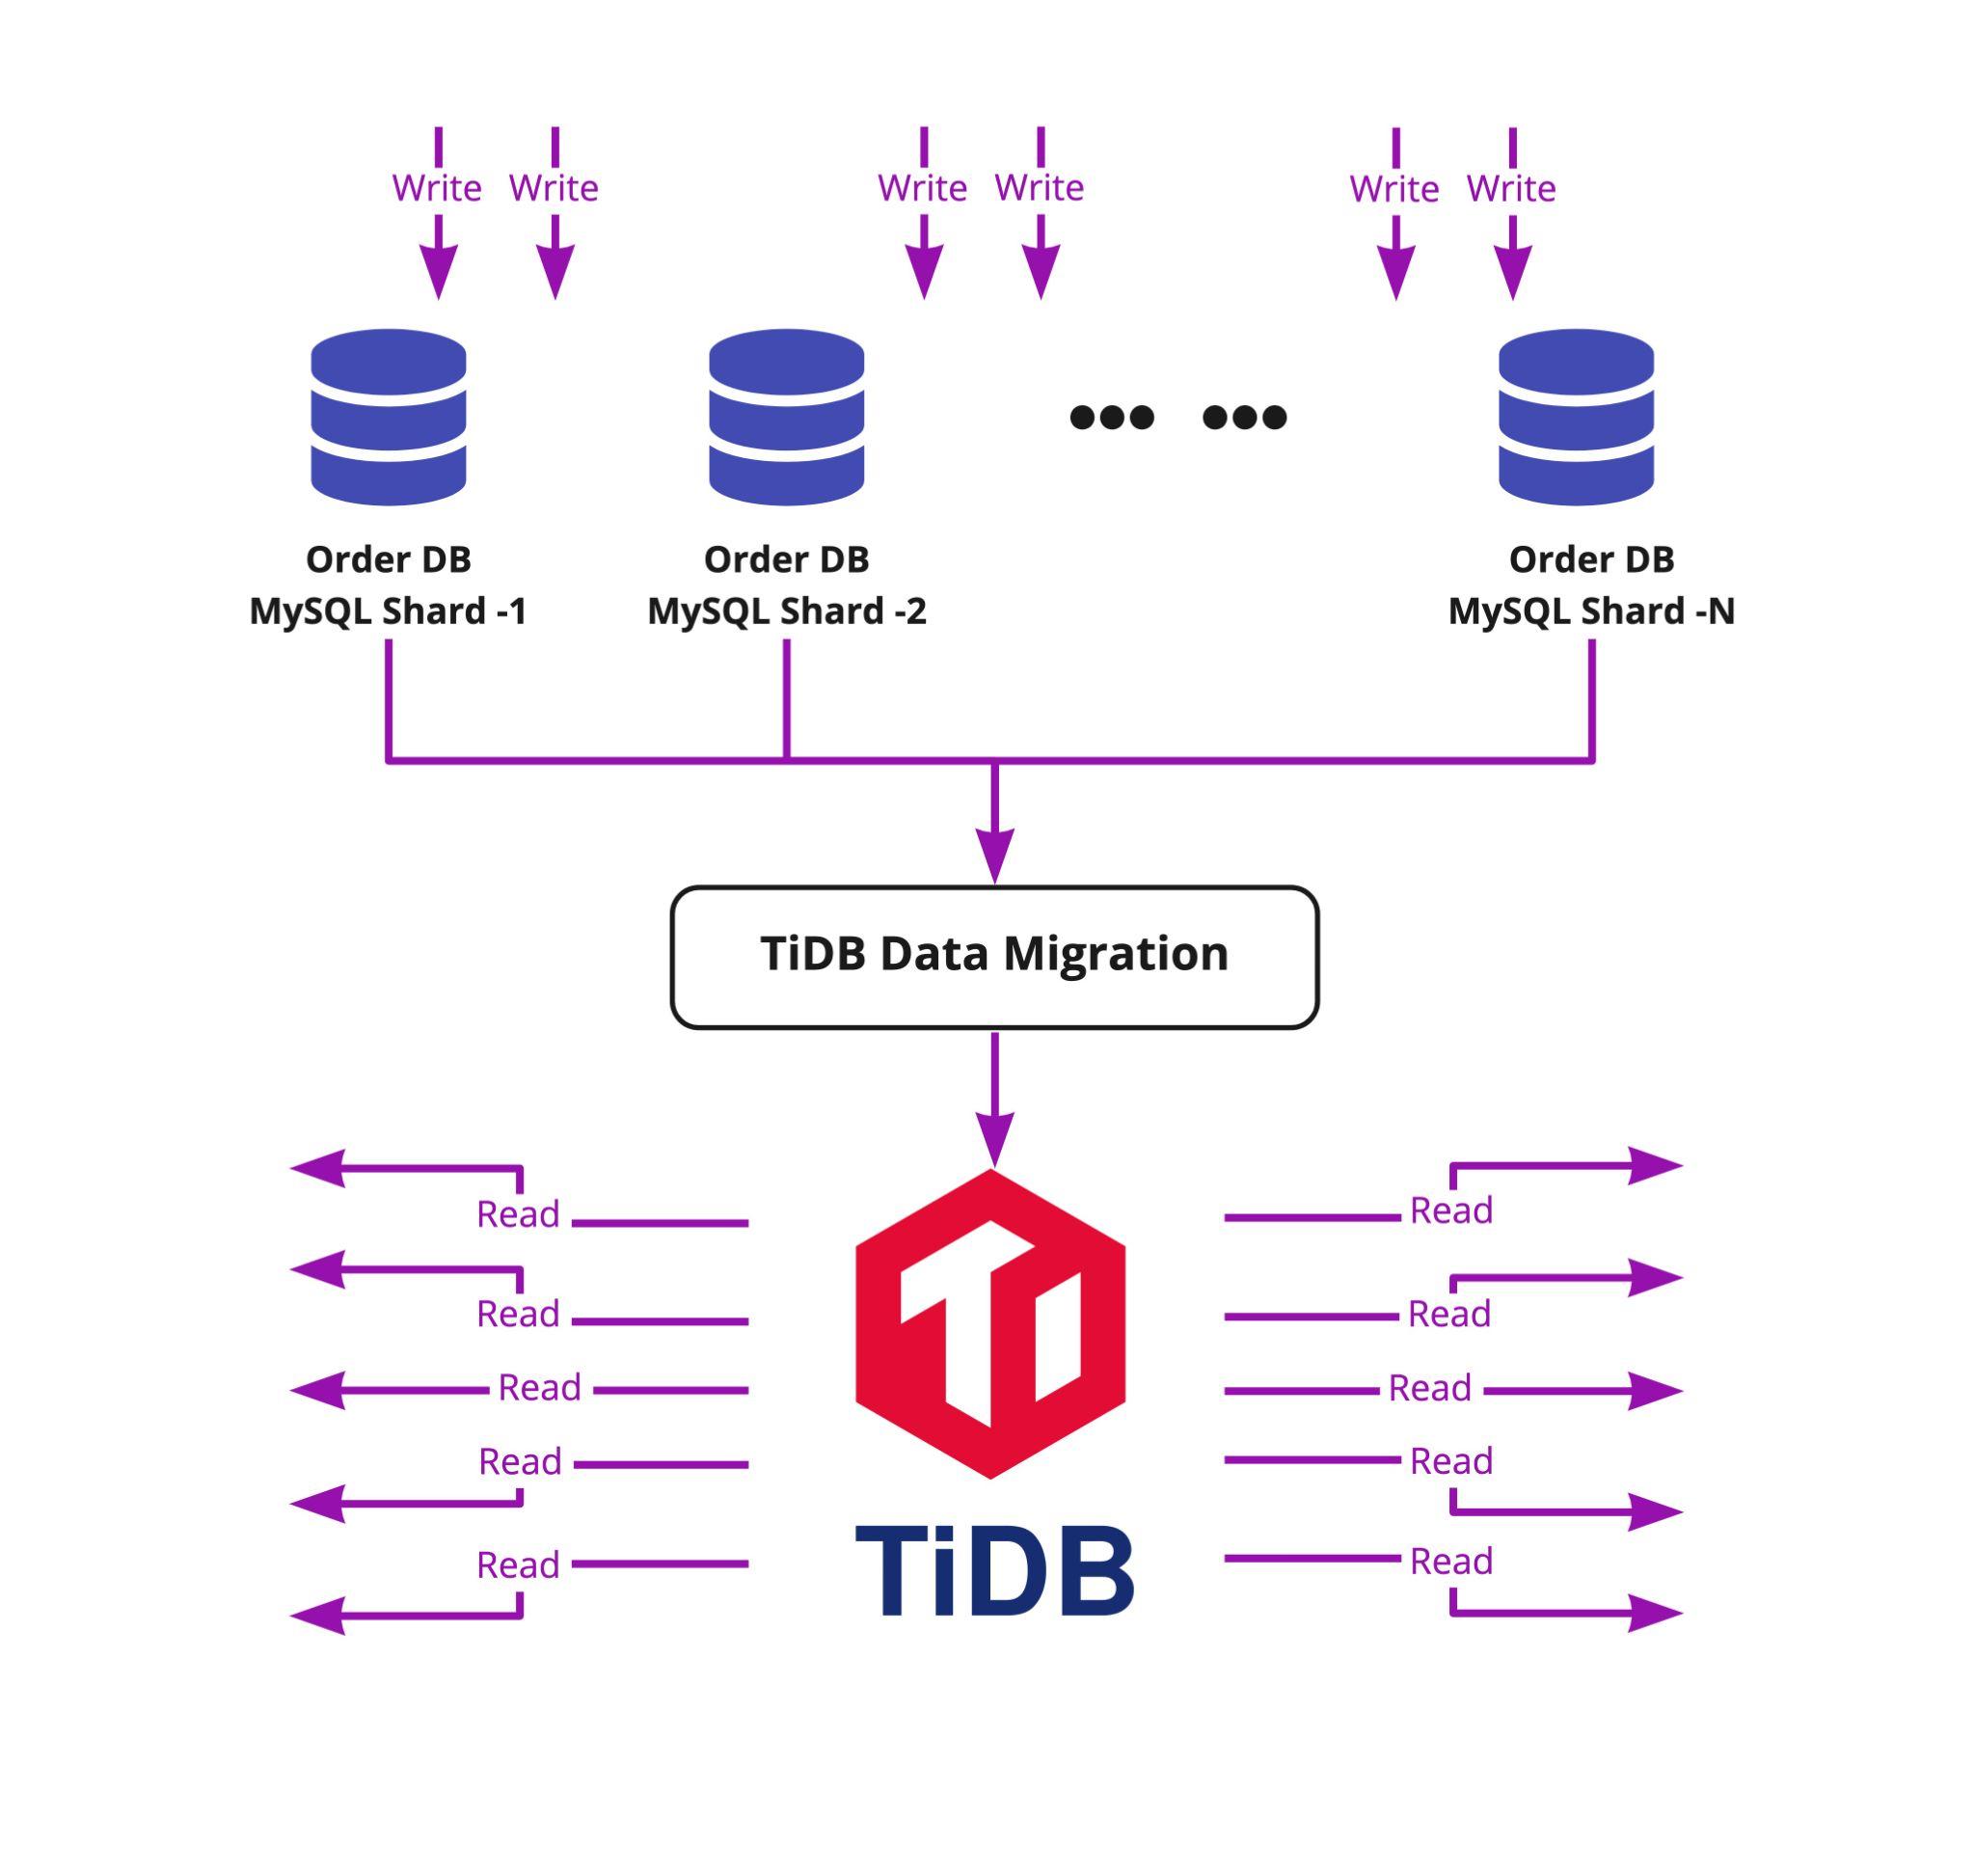 Write Write Write Write Write Write
Order DB
MySQL Shard -1
Order DB
MySQL Shard -2
Order DB
MySQL Shard -N
TiDB Data Migration
Read
Read
Read
Read
Read
Ti
TiDB
Read
Read
Read
Read
Read